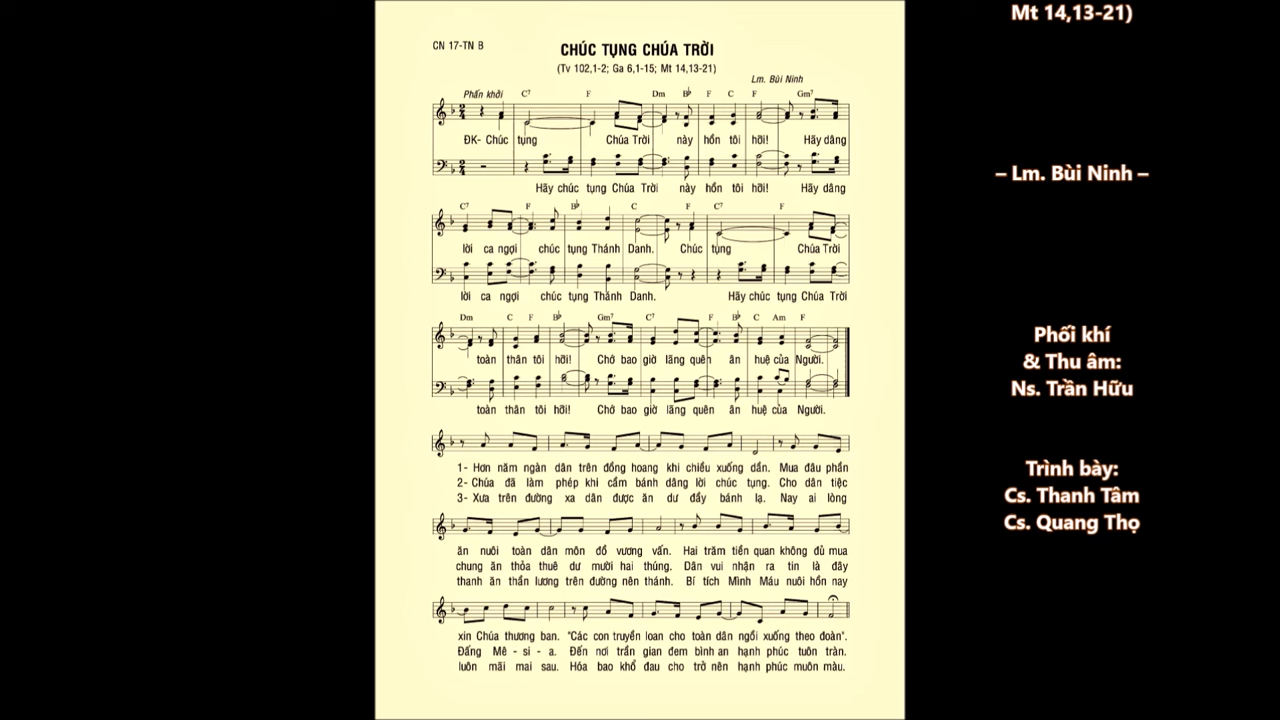 CN 17-TN B
CHÚC TỤNG CHÚA TRỜI
(Tv 102,1-2; Ga 6,1-15; Mt 14,13-21)
Lm. Bùi Ninh
Phấn khởi C7 F Dm Bb F C F Gm7
ĐK- Chúc tụng Chúa Trời này hồn tôi hỡi! Hãy dâng
Hãy chúc tụng Chúa Trời này hồn tôi hỡi! Hãy dâng
C7 F Bb C F C7 F
lời ca ngợi chúc tụng Thánh Danh. Chúc tụng Chúa Trời
lời ca ngợi chúc tụng Thánh Danh. Hãy chúc tụng Chúa Trời
Dm C F Bb Gm7 C7 F Bb C Am F
toàn thân tôi hỡi! Chớ bao giờ lãng quên ân huệ của Người.
toàn thân tôi hỡi! Chớ bao giờ lãng quên ân huệ của Người.
1- Hơn năm ngàn dân trên đồng hoang khi chiều xuống dần. Mua đâu phần
2- Chúa đã làm phép khi cầm bánh dâng lời chúc tụng. Cho dân tiệc
3- Xưa trên đường xa dân được ăn dư đầy bánh lạ. Nay ai lòng
ăn nuôi toàn dân môn đồ vương vấn. Hai trăm tiền quan không đủ mua
chung ăn thỏa thuê dư mười hai thúng. Dân vui nhận ra tin là đây
thanh ăn thần lương trên đường nên thánh. Bí tích Mình Máu nuôi hồn nay
xin Chúa thương ban. "Các con truyền loan cho toàn dân ngồi xuống theo đoàn".
Đấng Mê - si - a. Đến nơi trần gian đem bình an hạnh phúc tuôn tràn.
luôn mãi mai sau. Hóa bao khổ đau cho trở nên hạnh phúc muôn màu.
Mt 14,13-21)
– Lm. Bùi Ninh –
Phối khí
& Thu âm:
Ns. Trần Hữu
Trình bày:
Cs. Thanh Tâm
Cs. Quang Thọ